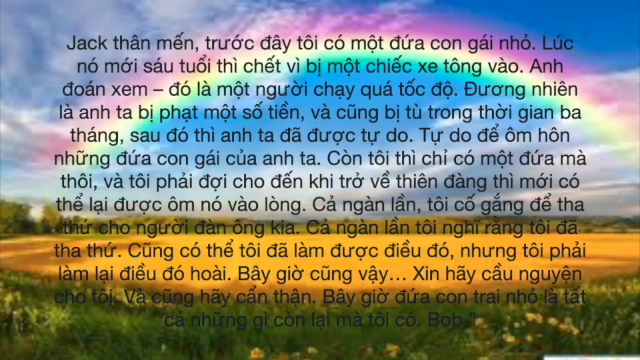 Jack thân mến, trước đây tôi có một đứa con gái nhỏ. Lúc
nó mới sáu tuổi thì chết vì bị một chiếc xe tông vào. Anh
đoán xem – đó là một người chạy quá tốc độ. Đương nhiên
là anh ta bị phạt một số tiền, và cũng bị tù trong thời gian ba
tháng, sau đó thì anh ta đã được tự do. Tự do để ôm hôn
những đứa con gái của anh ta. Còn tôi thì chỉ có một đứa mà
thôi, và tôi phải đợi cho đến khi trở về thiên đàng thì mới có
thể lại được ôm nó vào lòng. Cả ngàn lần, tôi cố gắng để tha
thứ cho người đàn ông kia. Cả ngàn lần tôi nghĩ rằng tôi đã
tha thứ. Cũng có thể tôi đã làm được điều đó, nhưng tôi phải
làm lại điều đó hoài. Bây giờ cũng vậy… Xin hãy cầu nguyện
cho tôi. Và cũng hãy cẩn thận. Bây giờ đứa con trai nhỏ là tất
cả những gì còn lại mà tôi có. Bob."